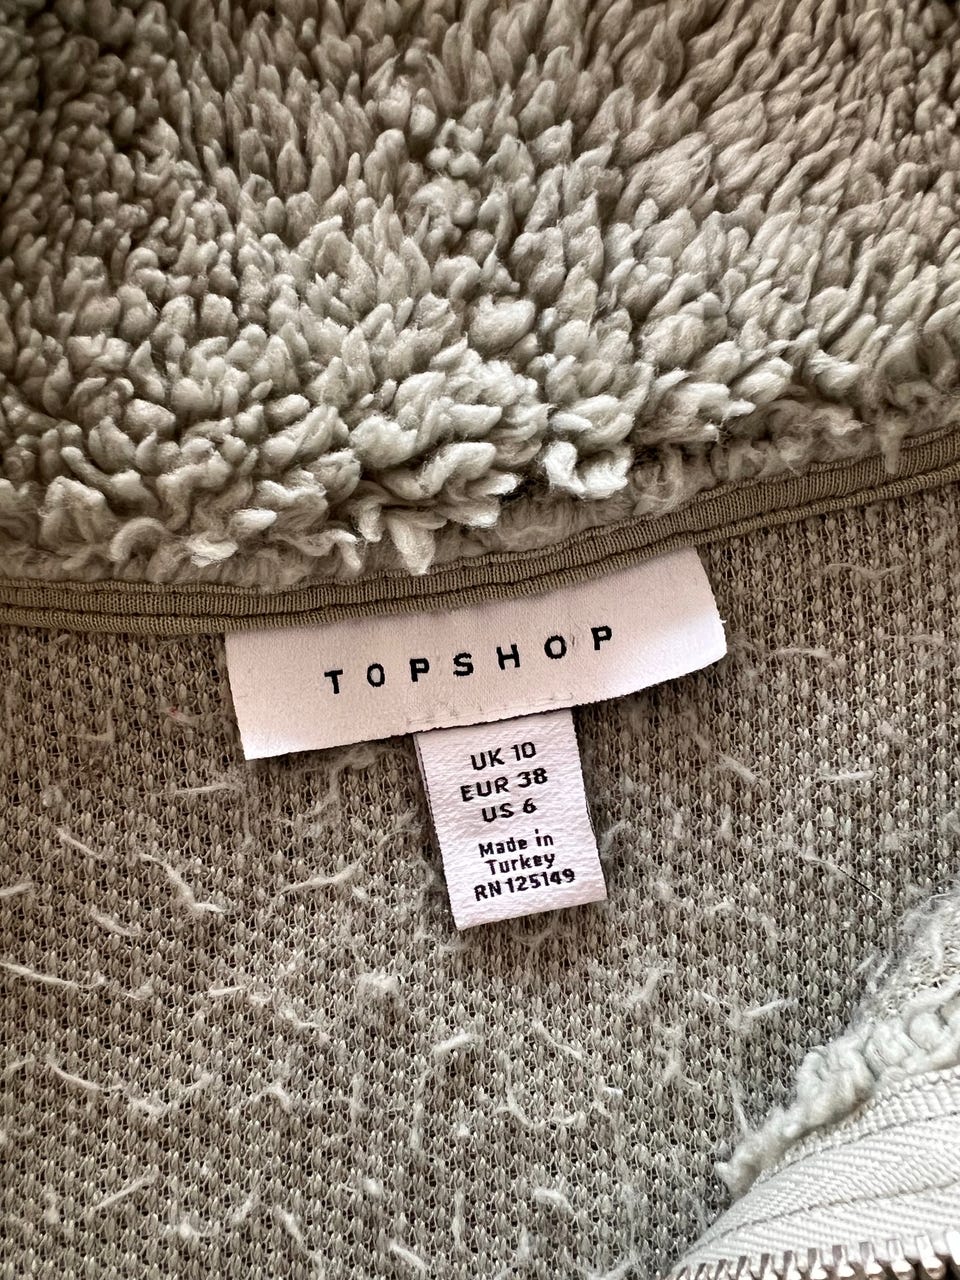 TOPSHOP
UK 10
EUR 38
US 6
Made in
Turkey
RN125149